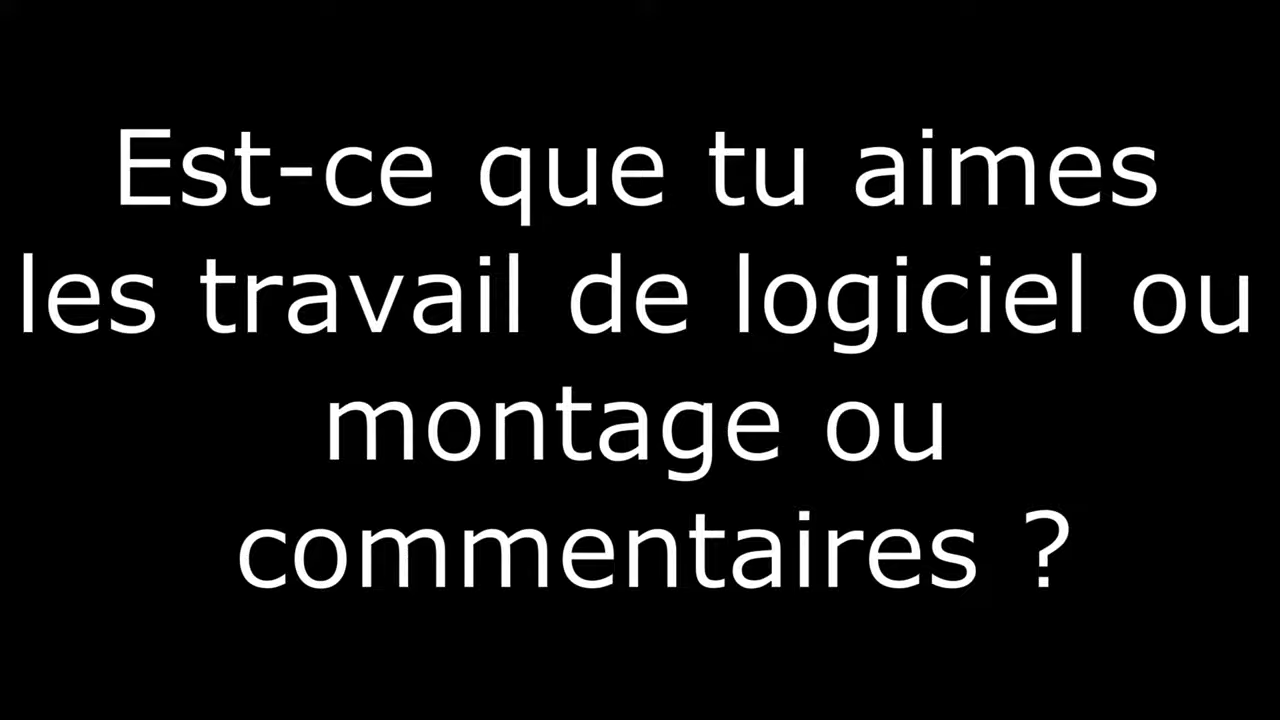 Est-ce que tu aimes
les travail de logiciel ou
montage ou
commentaires ?